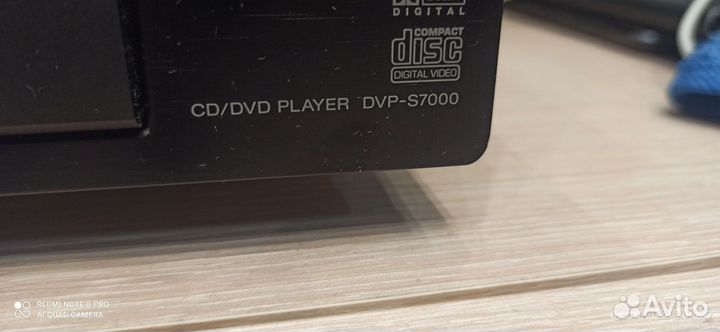 DIGITAL
COMPACT
disc
DIGITAL VIDEO
CD/DVD PLAYER DVP-S7000
REDMI NOTE 8 PRO
AI QUAD CAMERA
Avito